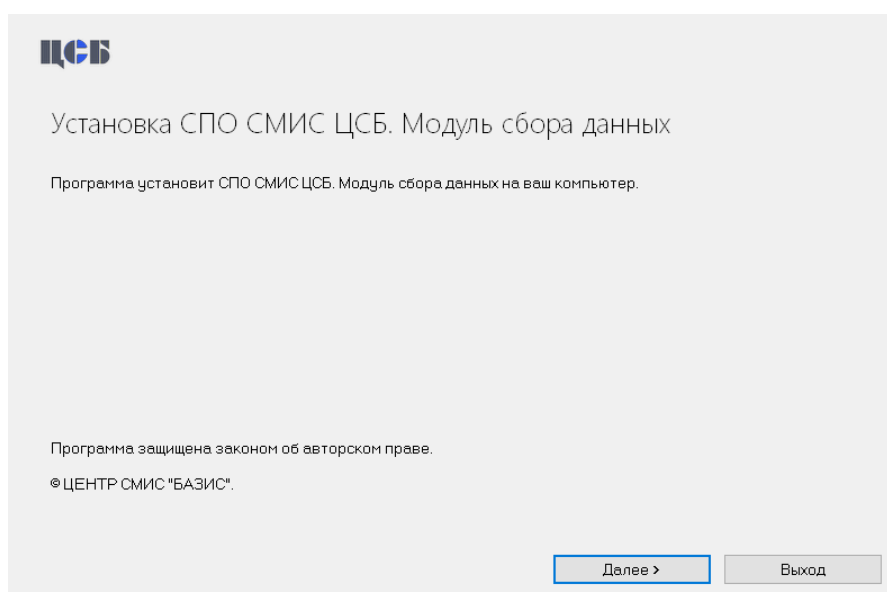 ЦСБ
Установка СПО СМИС ЦСБ. Модуль сбора данных
Программа установит СПО СМИС ЦСБ. Модуль сбора данных на ваш компьютер.
Программа защищена законом об авторском праве.
© ЦЕНТР СМИС "БАЗИС".
Далее >
Выход